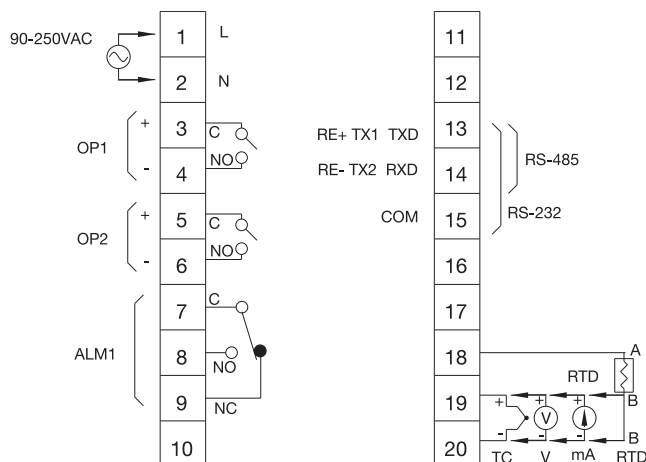 90-250VAC
1 L
2 N
OP1 + 3 C
- 4 NO
OP2 + 5 C
- 6 NO
ALM1
7 C
8 NO
9 NC
10
11
12
RE+ TX1 TXD 13
RE- TX2 RXD 14
RS-485
COM 15 RS-232
16
17
18 A
RTD
19 + + V + B
20 - - - B
TC V mA RTD